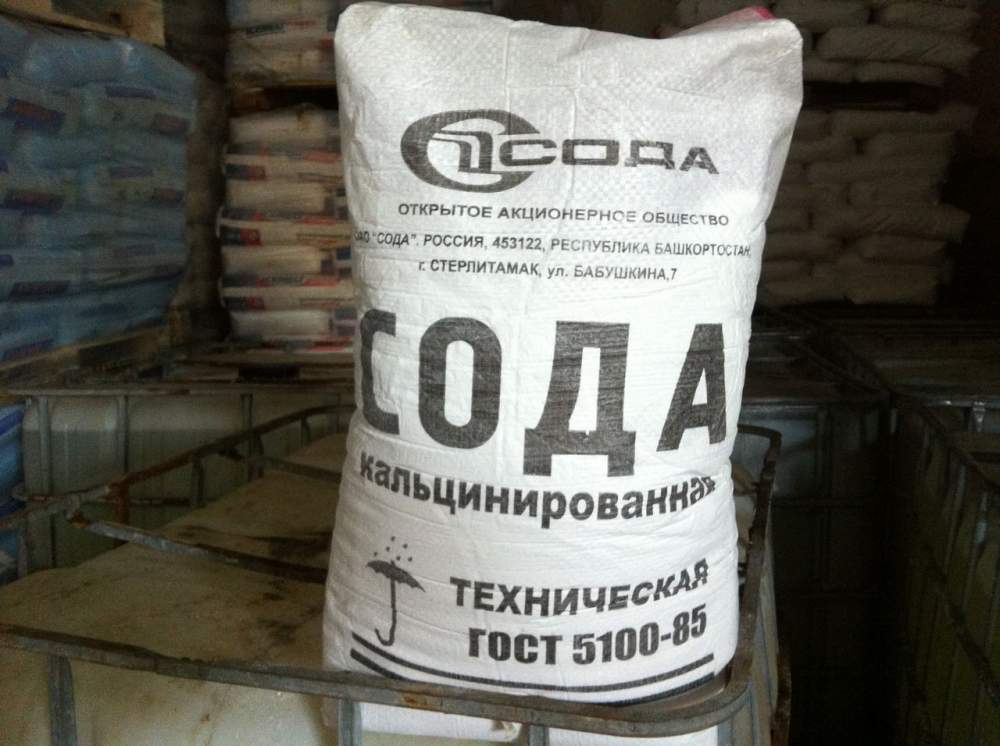 СОДА
ОТКРЫТОЕ АКЦИОНЕРНОЕ ОБЩЕСТВО
ОАО "СОДА". РОССИЯ, 453122, РЕСПУБЛИКА БАШКОРТОСТАН,
г. СТЕРЛИТАМАК, ул. БАБУШКИНА,7
СОДА
кальцинированная
ТЕХНИЧЕСКАЯ
ГОСТ 5100-85